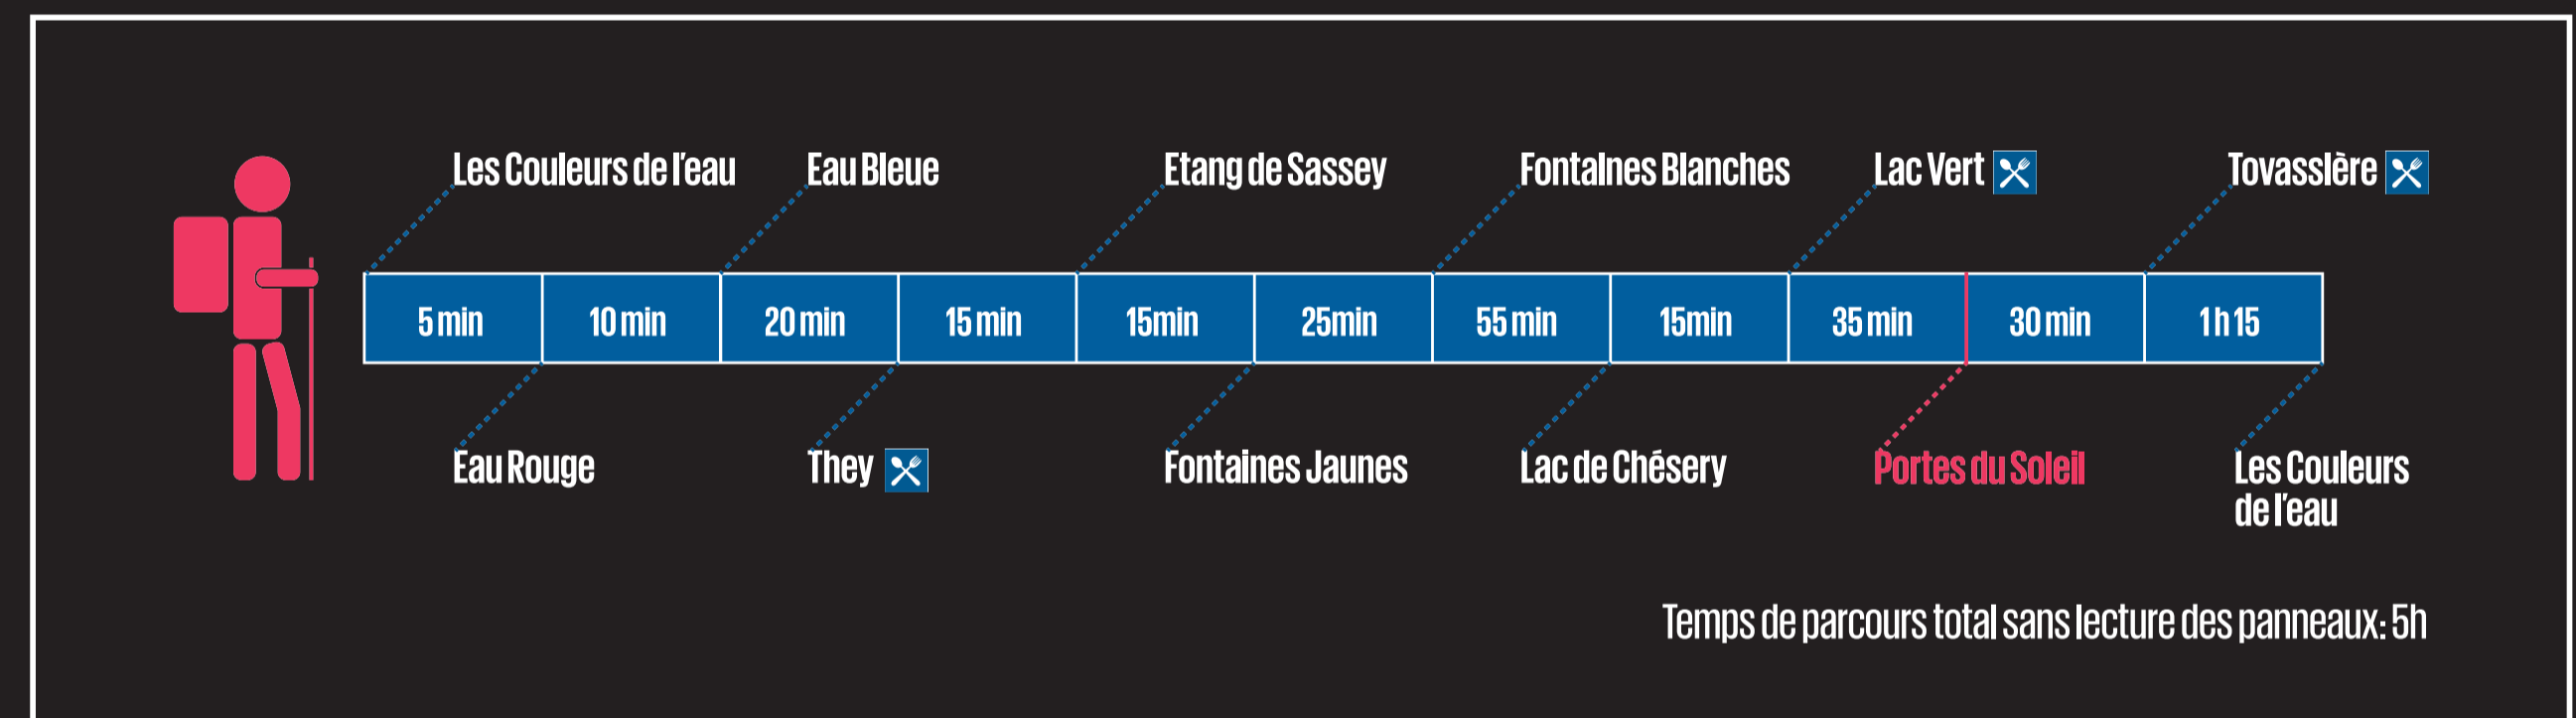 Les Couleurs de l'eau
Eau Bleue
Etang de Sassey
Fontaines Blanches
Lac Vert
Tovassière
5 min
10 min
20 min
15 min
15min
25min
55 min
15min
35 min
30 min
1 h 15
Eau Rouge
They
Fontaines Jaunes
Lac de Chésery
Portes du Soleil
Les Couleurs
de l'eau
Temps de parcours total sans lecture des panneaux: 5h